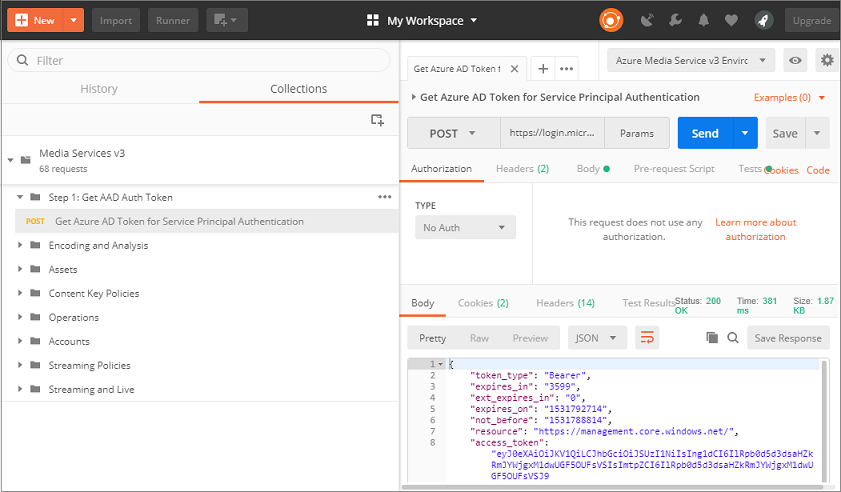 New
Import
Runner
My Workspace
Upgrade
Filter
History
Collections
Media Services v3
68 requests
Step 1: Get AAD Auth Token
POST Get Azure AD Token for Service Principal Authentication
Encoding and Analysis
Assets
Content Key Policies
Operations
Accounts
Streaming Policies
Streaming and Live
Get Azure AD Token f
Azure Media Service v3 Enviro
Get Azure AD Token for Service Principal Authentication
Examples (0)
POST
https://login.micr...
Params
Send
Save
Authorization
Headers (2)
Body
Pre-request Script
Tests
Cookies
Code
TYPE
No Auth
This request does not use any
authorization.
Learn more about
authorization
Body
Cookies (2)
Headers (14)
Test Results
Status: 200
OK
Time: 381
ms
Size: 1.87
KB
Pretty
Raw
Preview
JSON
Save Response
1 {
2 "token_type": "Bearer",
3 "expires_in": "3599",
4 "ext_expires_in": "0",
5 "expires_on": "1531792714",
6 "not_before": "1531788814",
7 "resource": "https://management.core.windows.net/",
8 "access_token":